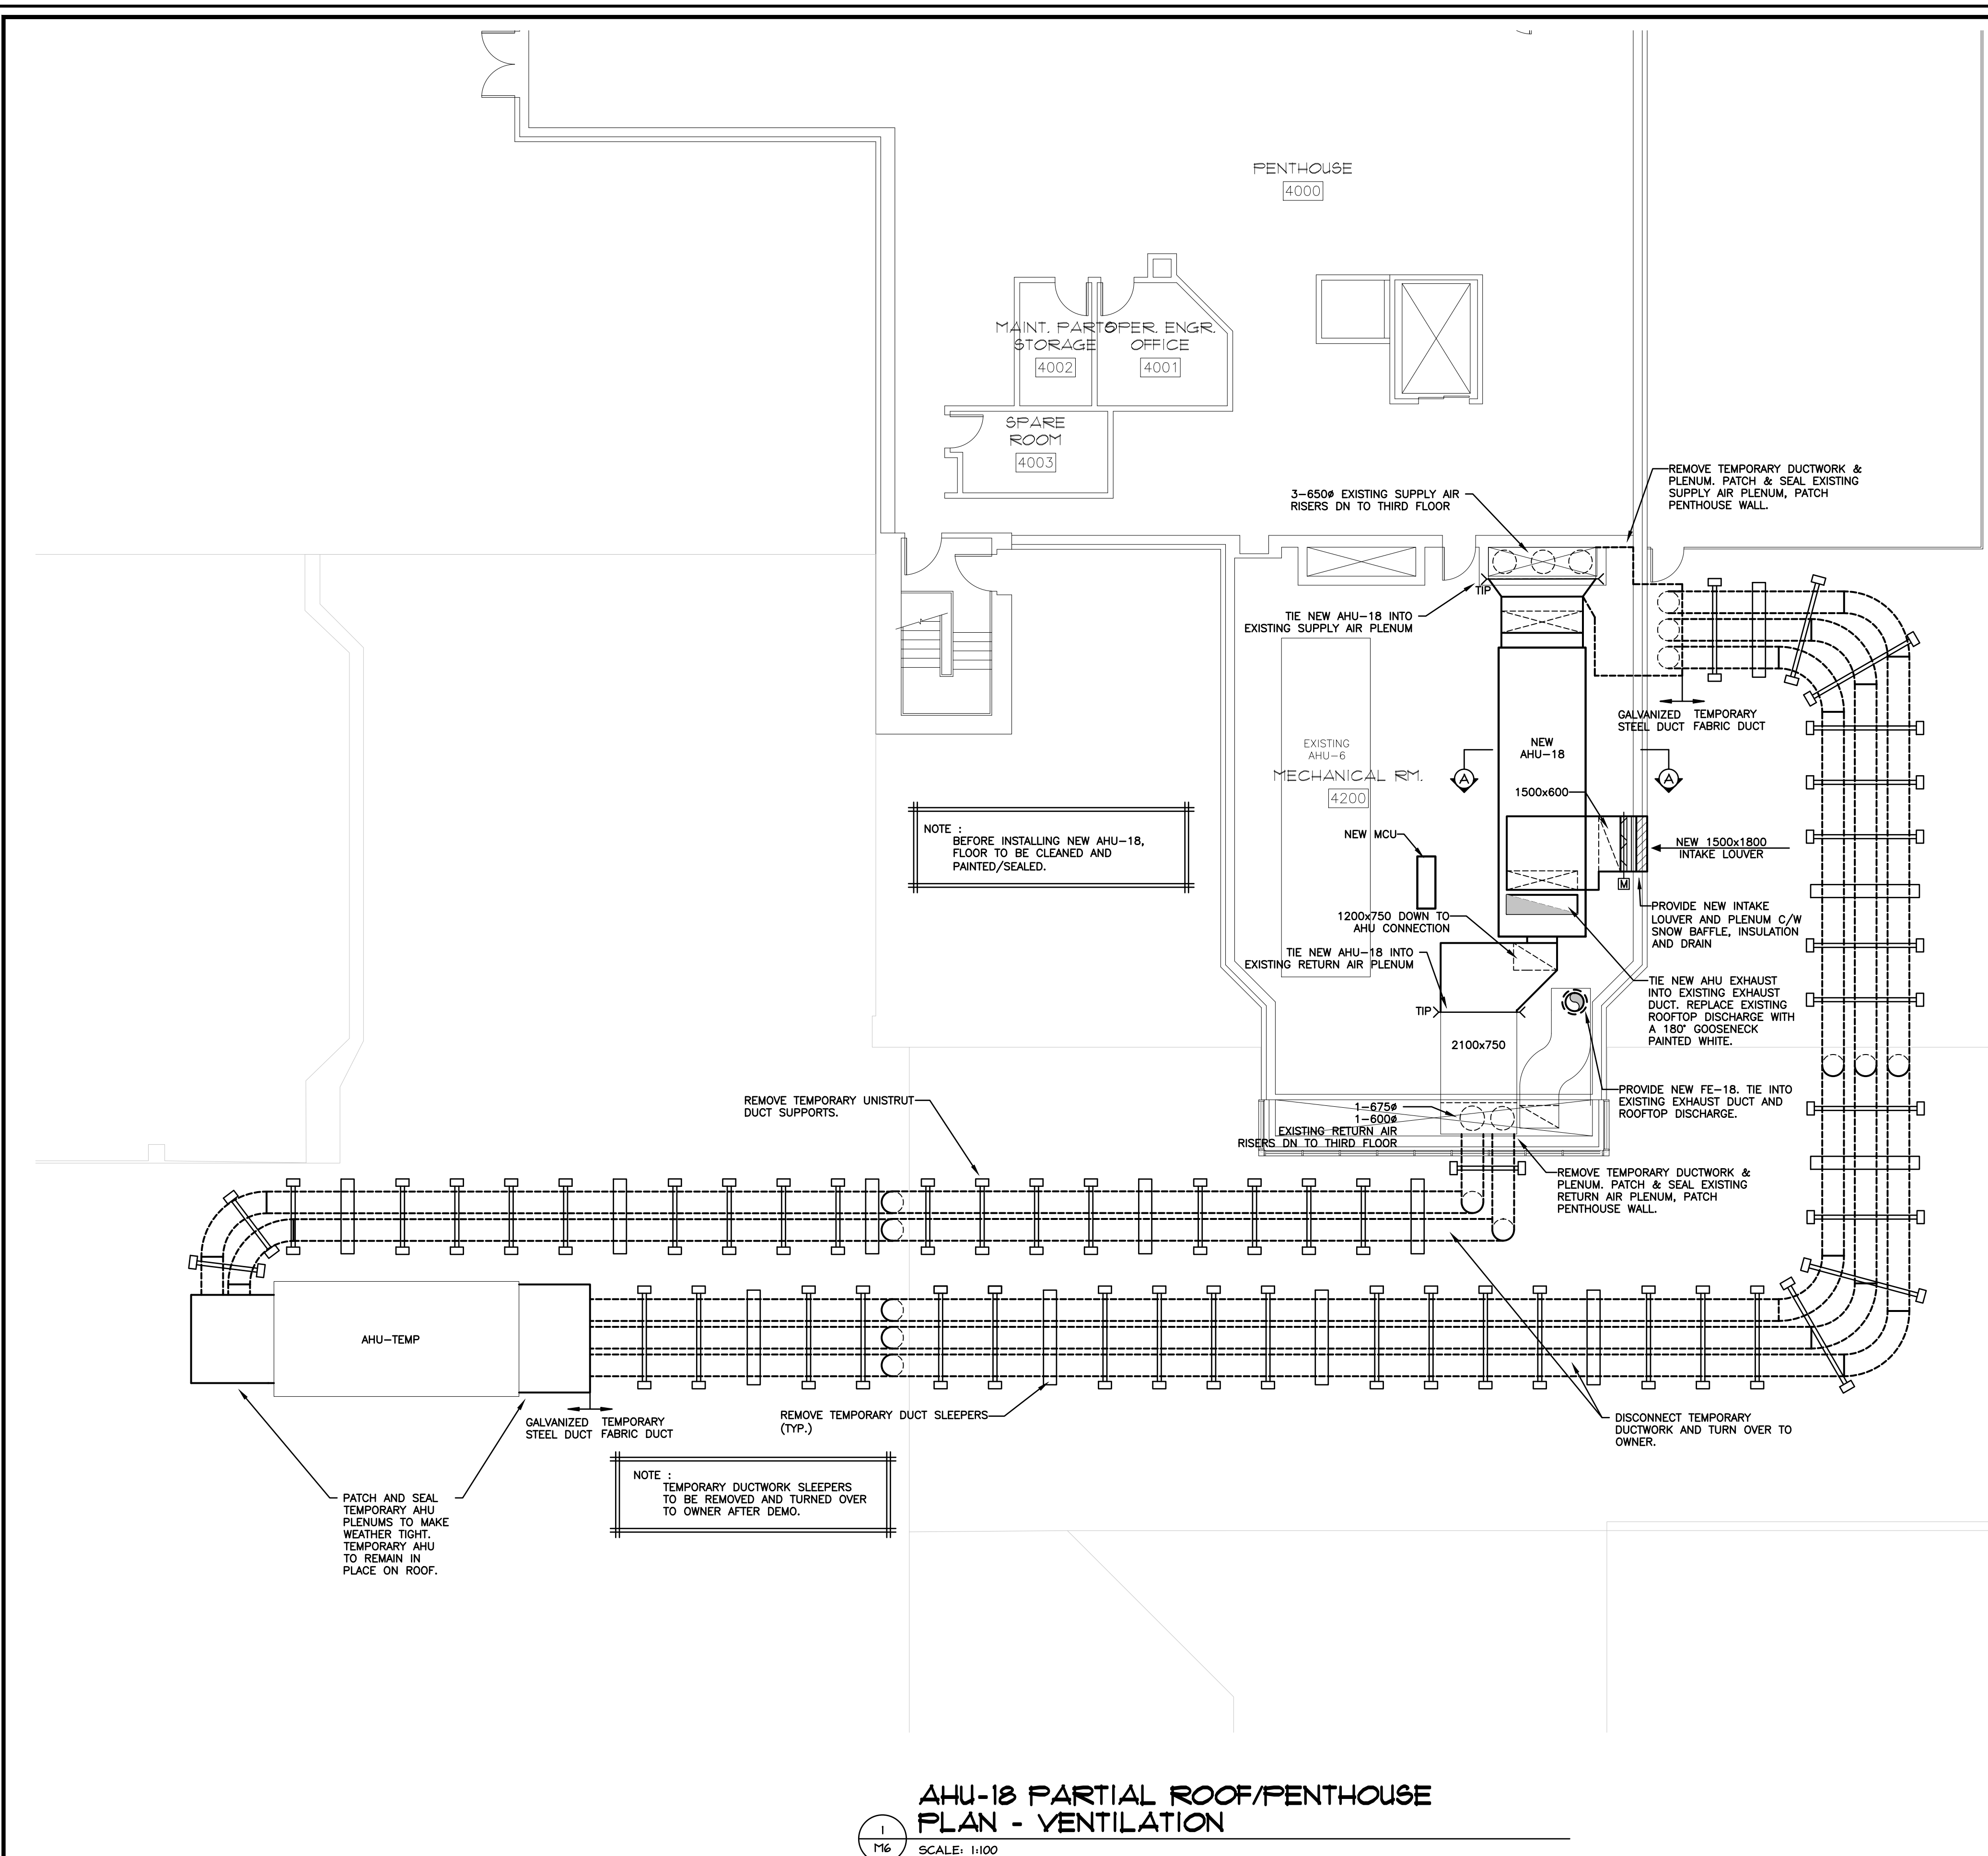 PENTHOUSE
4000
MAINT. PARTS
STORAGE
4002
OPER. ENGR.
OFFICE
4001
SPARE
ROOM
4003
3-650ø EXISTING SUPPLY AIR
RISERS DN TO THIRD FLOOR
REMOVE TEMPORARY DUCTWORK &
PLENUM. PATCH & SEAL EXISTING
SUPPLY AIR PLENUM, PATCH
PENTHOUSE WALL.
TIP
TIE NEW AHU-18 INTO
EXISTING SUPPLY AIR PLENUM
GALVANIZED
STEEL DUCT
TEMPORARY
FABRIC DUCT
EXISTING
AHU-6
MECHANICAL RM.
4200
NEW
AHU-18
A
A
1500x600
NEW MCU
NEW 1500x1800
INTAKE LOUVER
M
NOTE :
BEFORE INSTALLING NEW AHU-18,
FLOOR TO BE CLEANED AND
PAINTED/SEALED.
PROVIDE NEW INTAKE
LOUVER AND PLENUM C/W
SNOW BAFFLE, INSULATION
AND DRAIN
1200x750 DOWN TO
AHU CONNECTION
TIE NEW AHU-18 INTO
EXISTING RETURN AIR PLENUM
TIP
TIE NEW AHU EXHAUST
INTO EXISTING EXHAUST
DUCT. REPLACE EXISTING
ROOFTOP DISCHARGE WITH
A 180° GOOSENECK
PAINTED WHITE.
2100x750
PROVIDE NEW FE-18. TIE INTO
EXISTING EXHAUST DUCT AND
ROOFTOP DISCHARGE.
REMOVE TEMPORARY UNISTRUT
DUCT SUPPORTS.
1-675ø
1-600ø
EXISTING RETURN AIR
RISERS DN TO THIRD FLOOR
REMOVE TEMPORARY DUCTWORK &
PLENUM. PATCH & SEAL EXISTING
RETURN AIR PLENUM, PATCH
PENTHOUSE WALL.
AHU-TEMP
GALVANIZED
STEEL DUCT
TEMPORARY
FABRIC DUCT
REMOVE TEMPORARY DUCT SLEEPERS
(TYP.)
DISCONNECT TEMPORARY
DUCTWORK AND TURN OVER TO
OWNER.
NOTE :
TEMPORARY DUCTWORK SLEEPERS
TO BE REMOVED AND TURNED OVER
TO OWNER AFTER DEMO.
PATCH AND SEAL
TEMPORARY AHU
PLENUMS TO MAKE
WEATHER TIGHT.
TEMPORARY AHU
TO REMAIN IN
PLACE ON ROOF.
AHU-18 PARTIAL ROOF/PENTHOUSE
PLAN - VENTILATION
1
M6
SCALE: 1:100